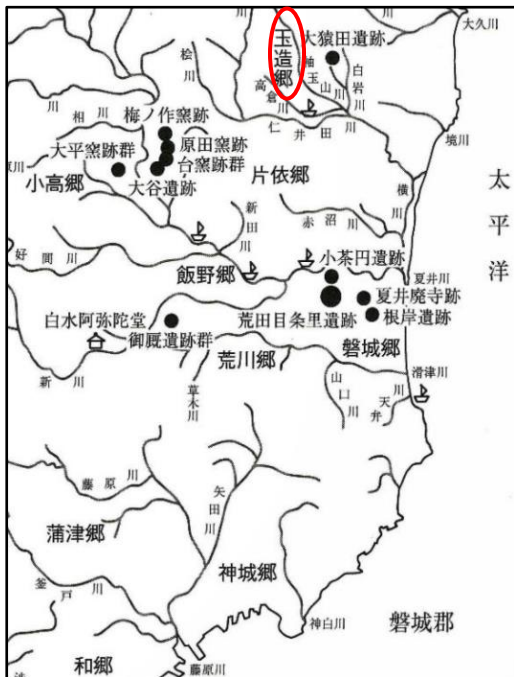 大久川
玉造郷
大猿田遺跡
桧川
袖玉山川
白岩川
高倉川
仁井田川
相川
川
梅ノ作窯跡
原田窯跡
台窯跡群
大平窯跡群
大谷遺跡
小高郷
片依郷
境川
横川
太平洋
新田川
赤沼川
好間川
飯野郷
小茶円遺跡
夏井川
夏井廃寺跡
根岸遺跡
荒田目条里遺跡
磐城郷
白水阿弥陀堂
御厩遺跡群
荒川郷
滑津川
新川
草木川
山口川
弁天川
藤原川
矢田川
蒲津郷
神城郷
釜戸川
神白川
磐城郡
和郷
藤原川